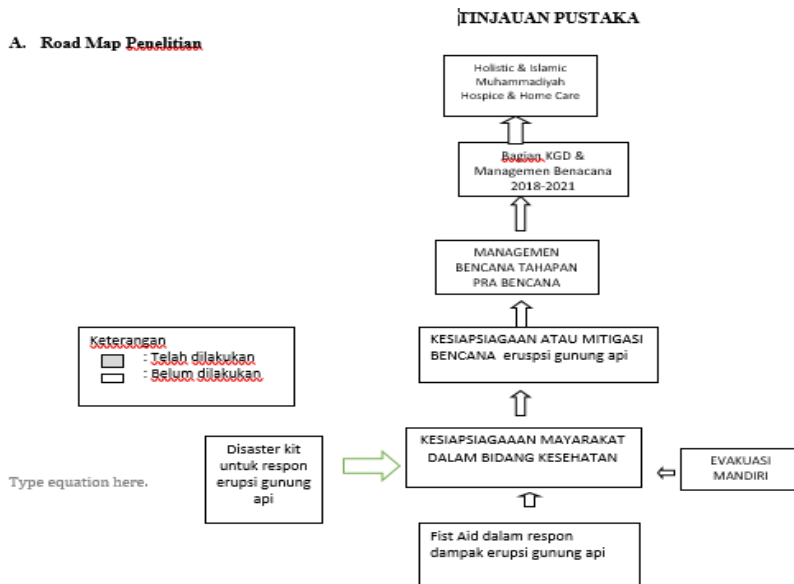 TINJAUAN PUSTAKA
A. Road Map Penelitian
Holistic & Islamic
Muhammadiyah
Hospice & Home Care
Bagian KGD &
Managemen Benacana
2018-2021
MANAGEMEN
BENCANA TAHAPAN
PRA BENCANA
Keterangan
: Telah dilakukan
: Belum dilakukan
KESIAPSIAGAAN ATAU MITIGASI
BENCANA eruspsi gunung api
Disaster kit
untuk respon
erupsi gunung
api
KESIAPSIAGAAAN MAYARAKAT
DALAM BIDANG KESEHATAN
EVAKUASI
MANDIRI
Type equation here.
Fist Aid dalam respon
dampak erupsi gunung api